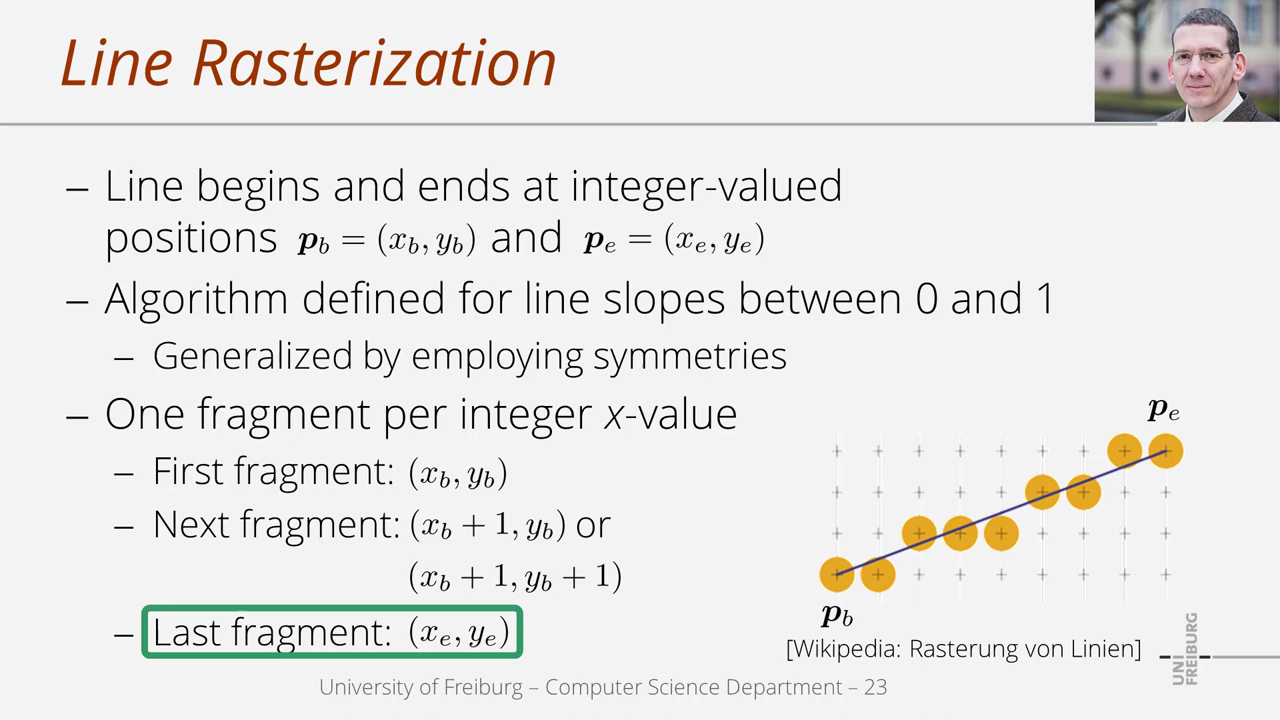 Line Rasterization
– Line begins and ends at integer-valued
positions p_b = (x_b, y_b) and p_e = (x_e, y_e)
– Algorithm defined for line slopes between 0 and 1
– Generalized by employing symmetries
– One fragment per integer x-value
– First fragment: (x_b, y_b)
– Next fragment: (x_b + 1, y_b) or
(x_b + 1, y_b + 1)
– Last fragment: (x_e, y_e)
p_e
p_b
[Wikipedia: Rasterung von Linien]
UNI
FREIBURG
University of Freiburg – Computer Science Department – 23